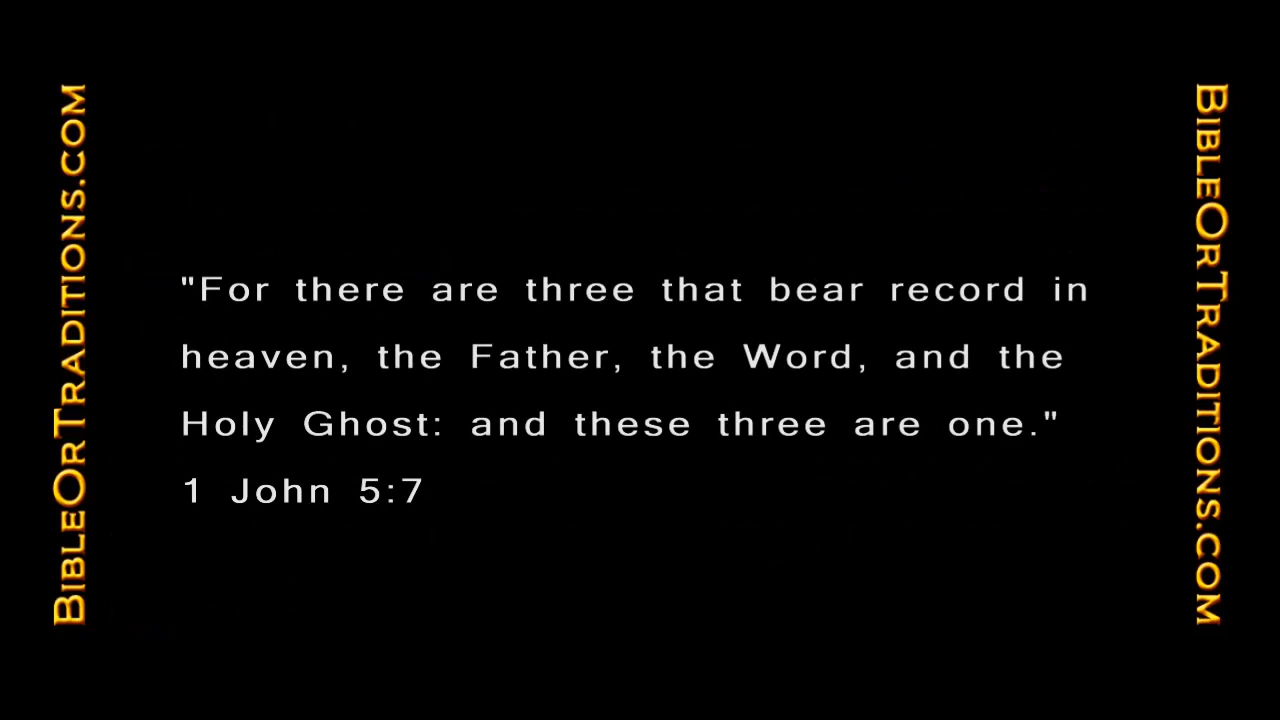 BIBLEORTRADITIONS.COM
"For there are three that bear record in
heaven, the Father, the Word, and the
Holy Ghost: and these three are one."
1 John 5:7
BIBLEORTRADITIONS.COM